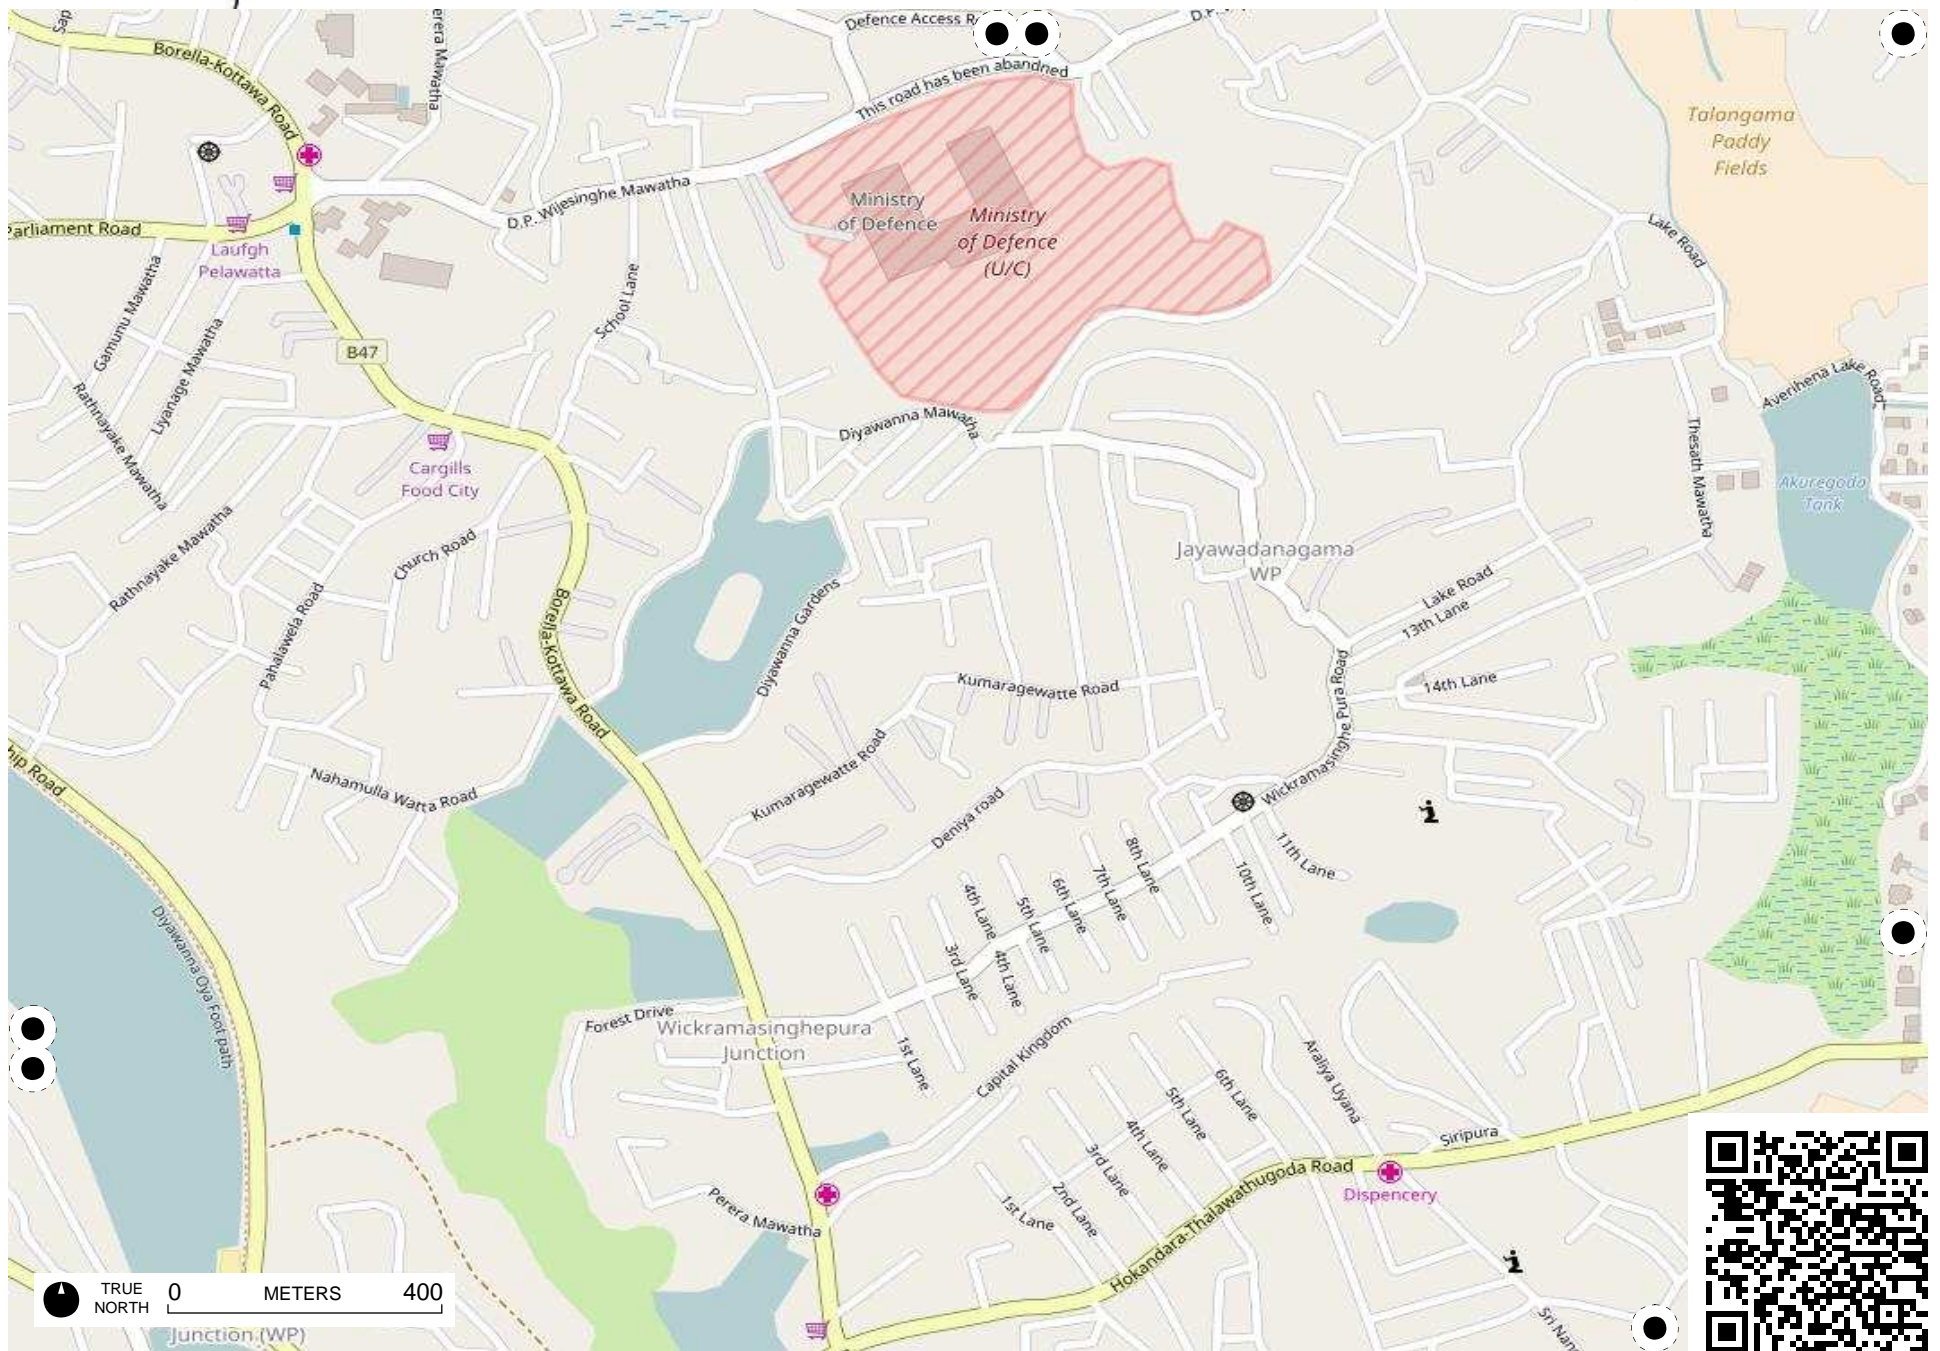 Defence Access R
D.P.
Borella-Kottawa Road
erera Mawatha
This road has been abandned
Talangama
Paddy
Fields
Ministry
of Defence
Ministry
of Defence
(U/C)
D.P. Wijesinghe Mawatha
Parliament Road
Laufgh
Pelawatta
Lake Road
Gamunu Mawatha
School Lane
Liyanage Mawatha
B47
Averihena Lake Road
Rathnayake Mawatha
Diyawanna Mawatha
Cargills
Food City
Thesath Mawatha
Akuregoda
Tank
Rathnayake Mawatha
Church Road
Jayawadanagama
WP
Lake Road
13th Lane
Borella-Kottawa Road
Diyawanna Gardens
Pahalawela Road
Kumaragewatte Road
14th Lane
Wickramasinghe Pura Road
hip Road
Nahamulla Watta Road
Kumaragewatte Road
Deniya road
8th Lane
11th Lane
7th Lane
10th Lane
6th Lane
4th Lane
5th Lane
3rd Lane
4th Lane
Diyawanna Oya Foot path
Forest Drive
Wickramasinghepura
Junction
1st Lane
Capital Kingdom
Araliya Uyana
6th Lane
5th Lane
4th Lane
3rd Lane
Siripura
Hokandara-Thalawathugoda Road
Dispencery
Perera Mawatha
1st Lane
2nd Lane
TRUE
NORTH
0 METERS 400
Junction (WP)